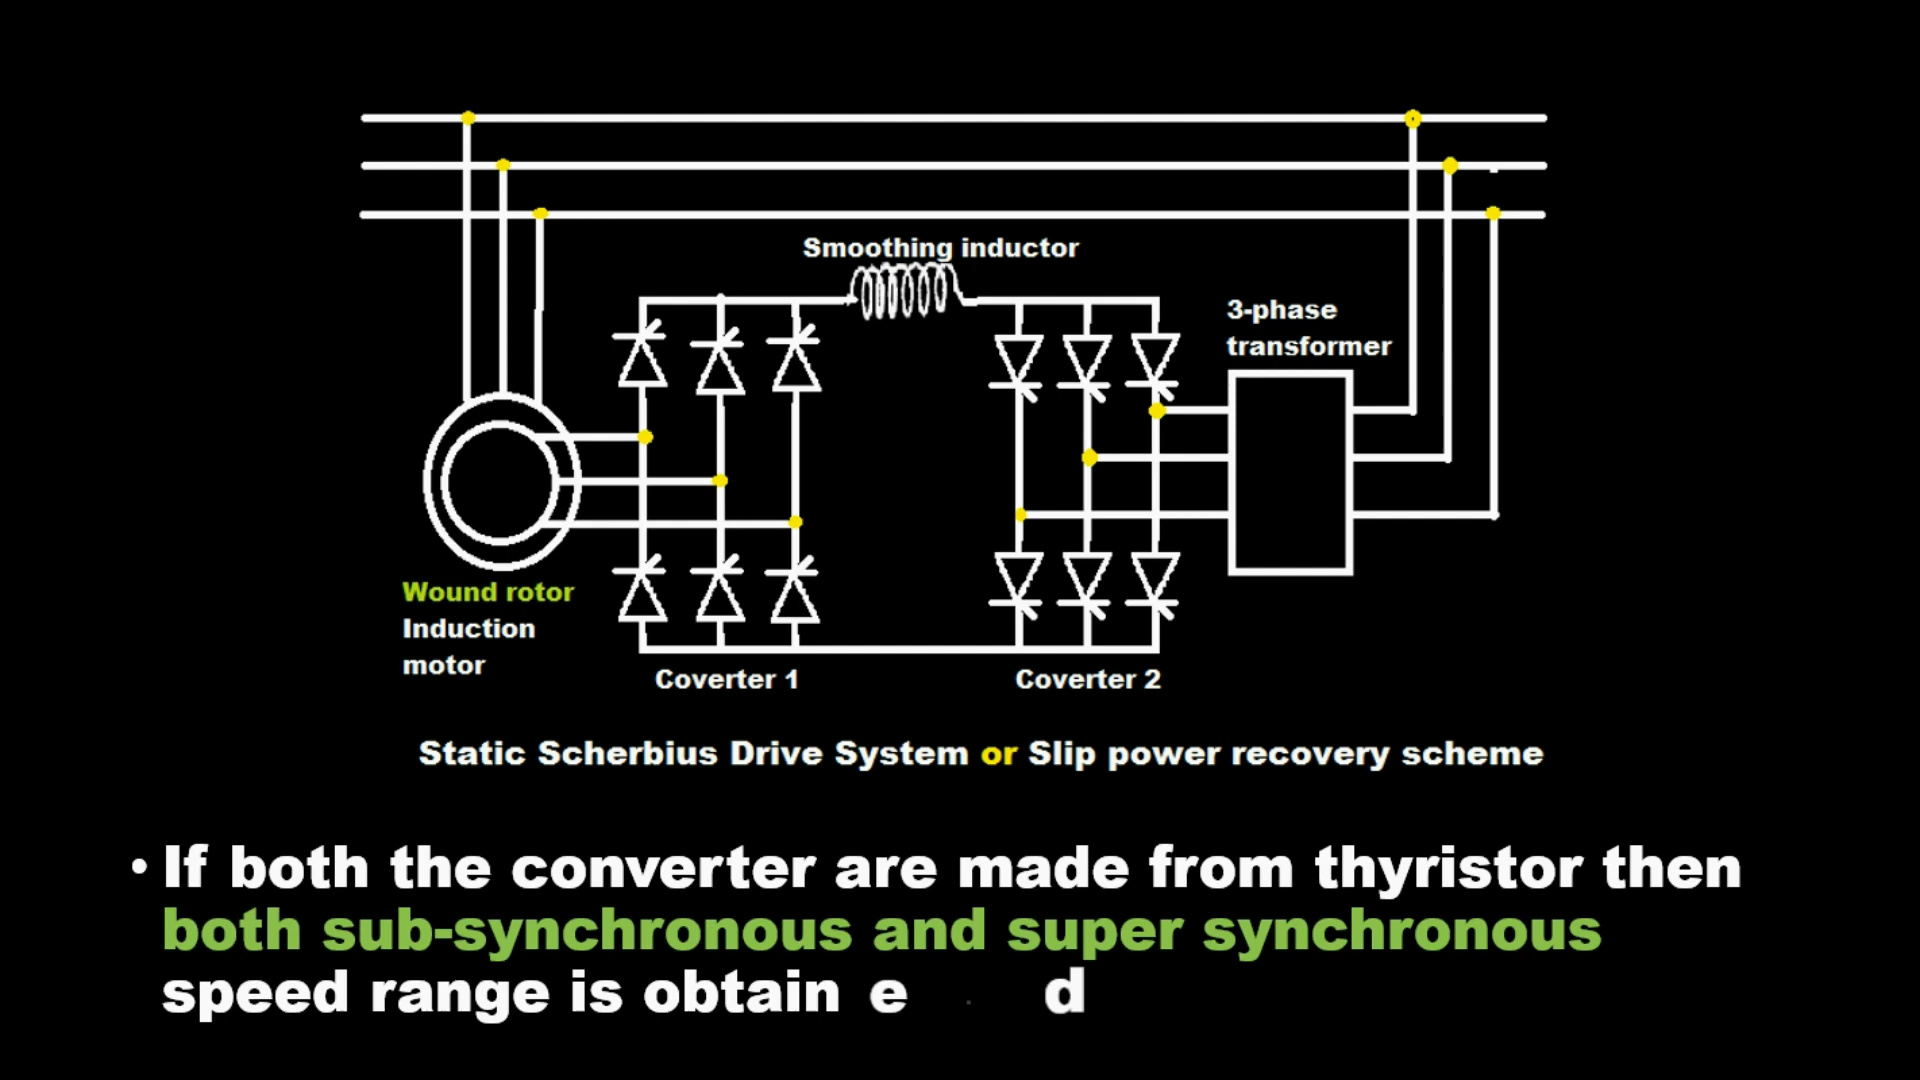 Smoothing inductor
3-phase
transformer
Wound rotor
Induction
motor
Coverter 1
Coverter 2
Static Scherbius Drive System or Slip power recovery scheme
• If both the converter are made from thyristor then
both sub-synchronous and super synchronous
speed range is obtain e d